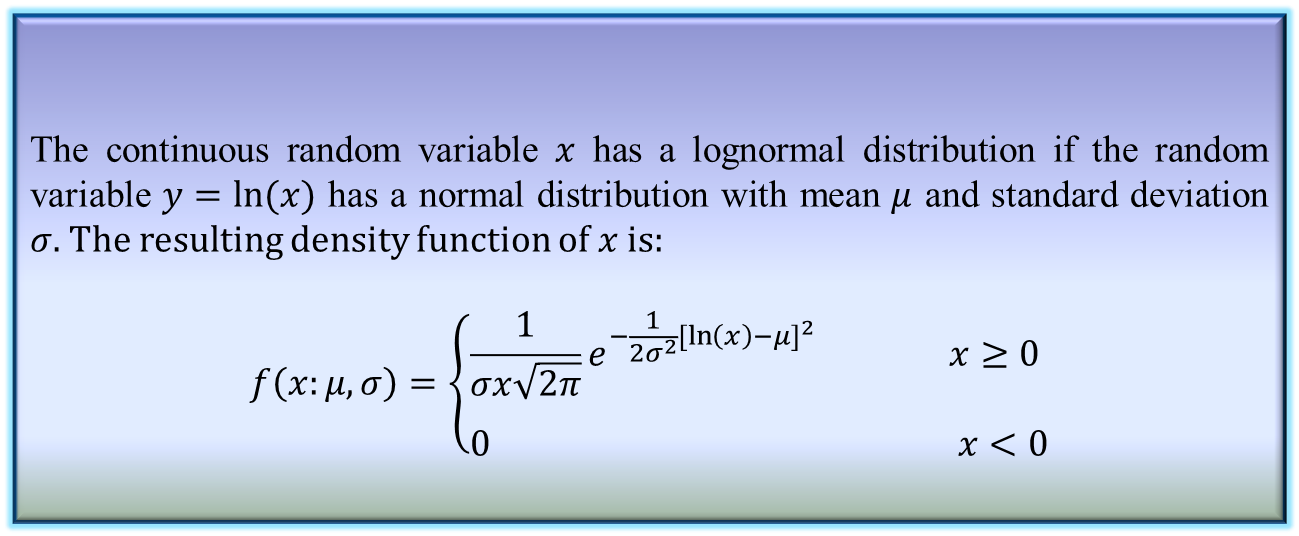 The continuous random variable 𝑥 has a lognormal distribution if the random
variable 𝑦 = ln(𝑥) has a normal distribution with mean 𝜇 and standard deviation
𝜎. The resulting density function of 𝑥 is:
𝑓(𝑥: 𝜇, 𝜎) = { 1/(𝜎𝑥√(2𝜋)) 𝑒^(−1/(2𝜎²)[ln(𝑥)−𝜇]²) 𝑥 ≥ 0
0 𝑥 < 0